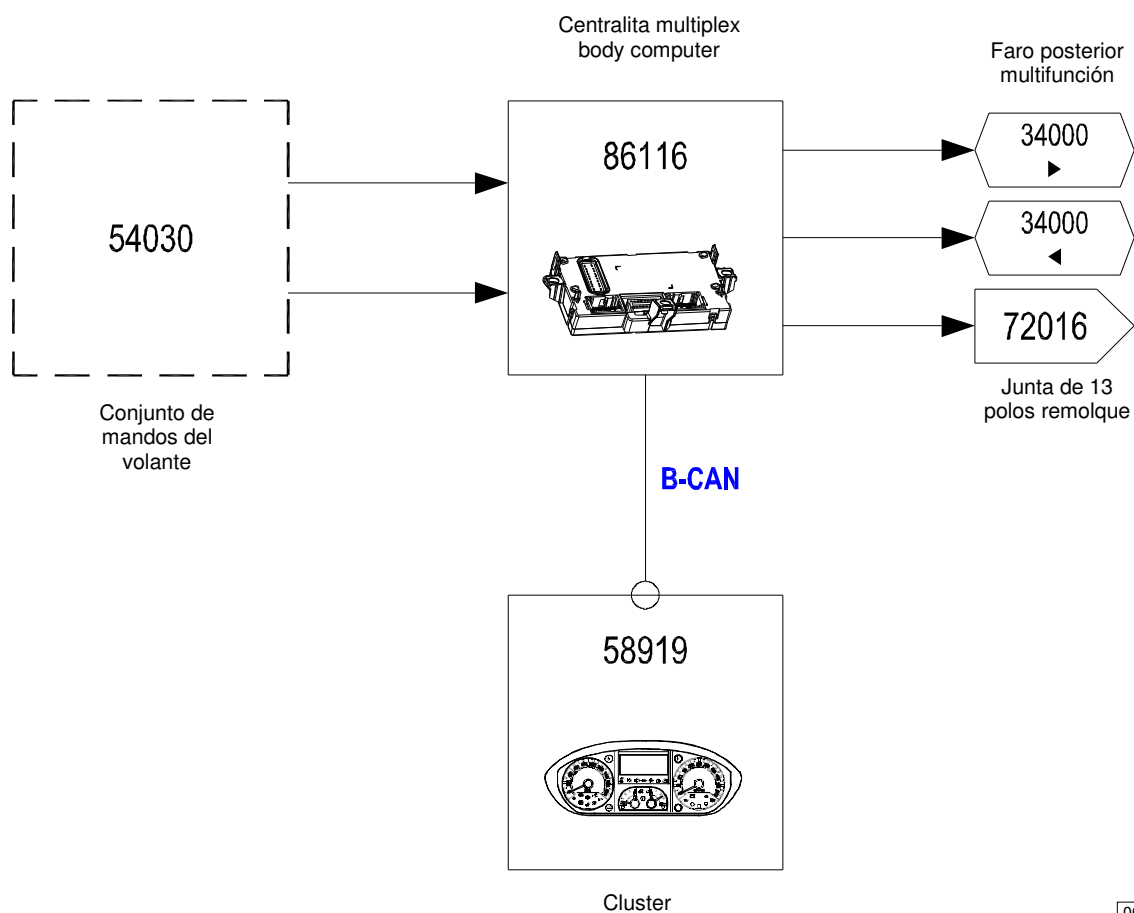 Centralita multiplex
body computer
Faro posterior
multifunción
54030
86116
34000
34000
72016
Conjunto de
mandos del
volante
Junta de 13
polos remolque
B-CAN
58919
Cluster